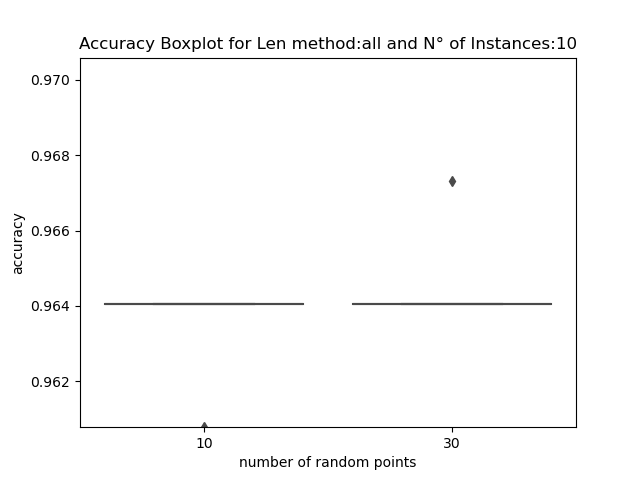 Accuracy Boxplot for Len method:all and N° of Instances:10
0.970
0.968
0.966
0.964
0.962
accuracy
10 30
number of random points